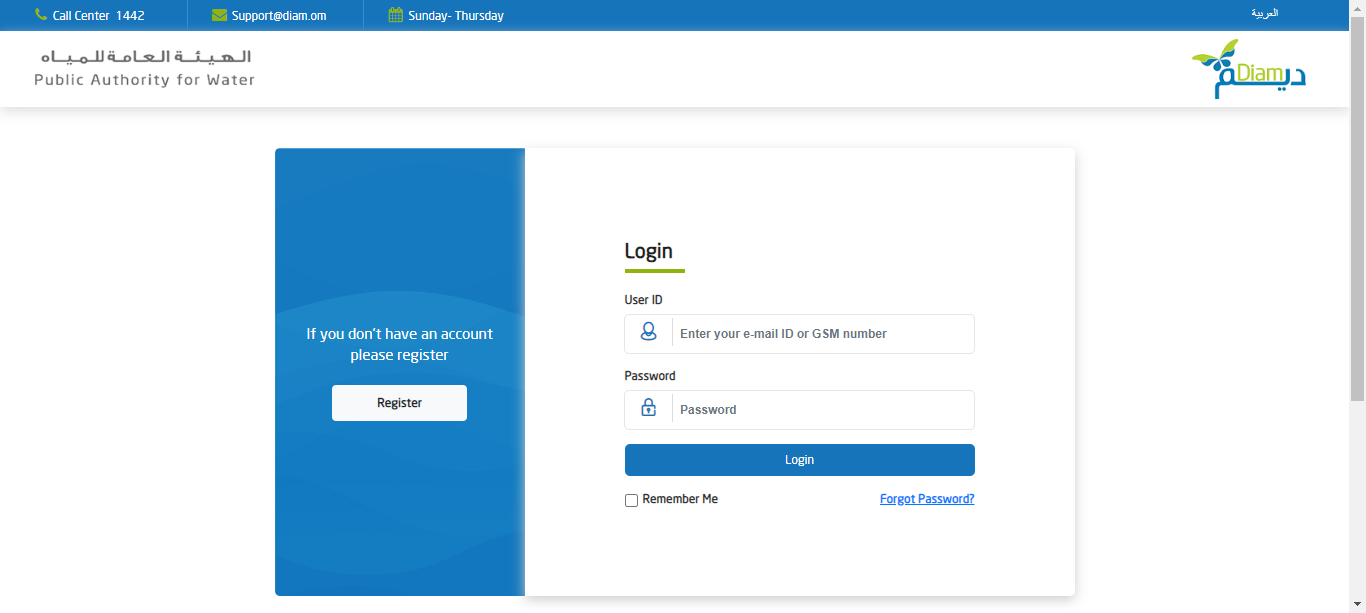 Call Center 1442
Support@diam.om
Sunday- Thursday
العربية
الهيئة العامة للمياه
Public Authority for Water
Diam ديم
If you don't have an account
please register
Register
Login
User ID
Enter your e-mail ID or GSM number
Password
Password
Login
Remember Me
Forgot Password?